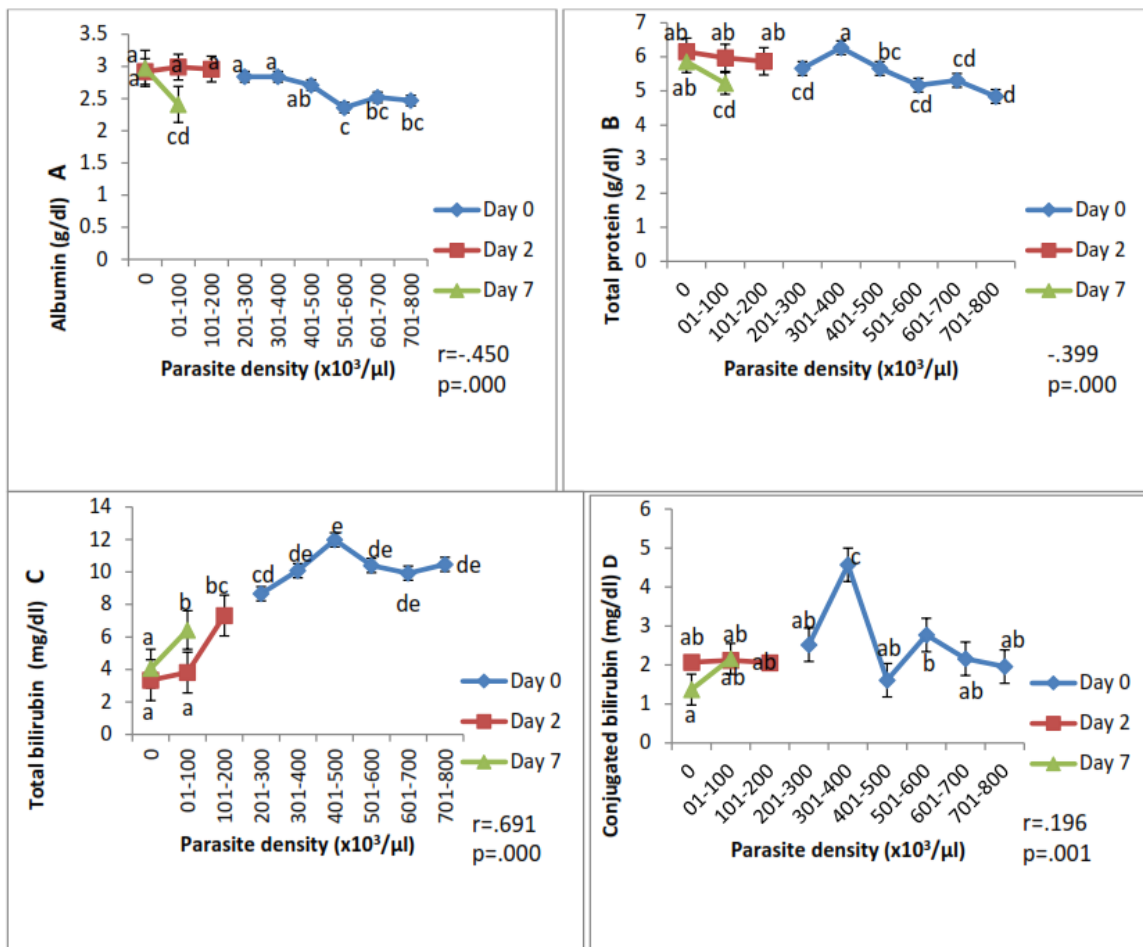 3.5
3
2.5
2
1.5
1
0.5
0
Albumin (g/dl) A
a
a
a
a
a
a
ab
c
bc
bc
cd
0
01-100
101-200
201-300
301-400
401-500
501-600
601-700
701-800
Parasite density (x10³/µl)
Day 0
Day 2
Day 7
r=-.450
p=.000
7
6
5
4
3
2
1
0
Total protein (g/dl) B
ab
ab
ab
a
bc
cd
ab
cd
cd
cd
d
0
01-100
101-200
201-300
301-400
401-500
501-600
601-700
701-800
Parasite density (x10³/µl)
Day 0
Day 2
Day 7
-.399
p=.000
14
12
10
8
6
4
2
0
Total bilirubin (mg/dl) C
a
b
bc
cd
de
e
de
de
de
a
a
0
01-100
101-200
201-300
301-400
401-500
501-600
601-700
701-800
Parasite density (x10³/µl)
Day 0
Day 2
Day 7
r=.691
p=.000
6
5
4
3
2
1
0
Conjugated bilirubin (mg/dl) D
ab
ab
ab
ab
c
ab
b
ab
ab
ab
a
0
01-100
101-200
201-300
301-400
401-500
501-600
601-700
701-800
Parasite density (x10³/µl)
Day 0
Day 2
Day 7
r=.196
p=.001